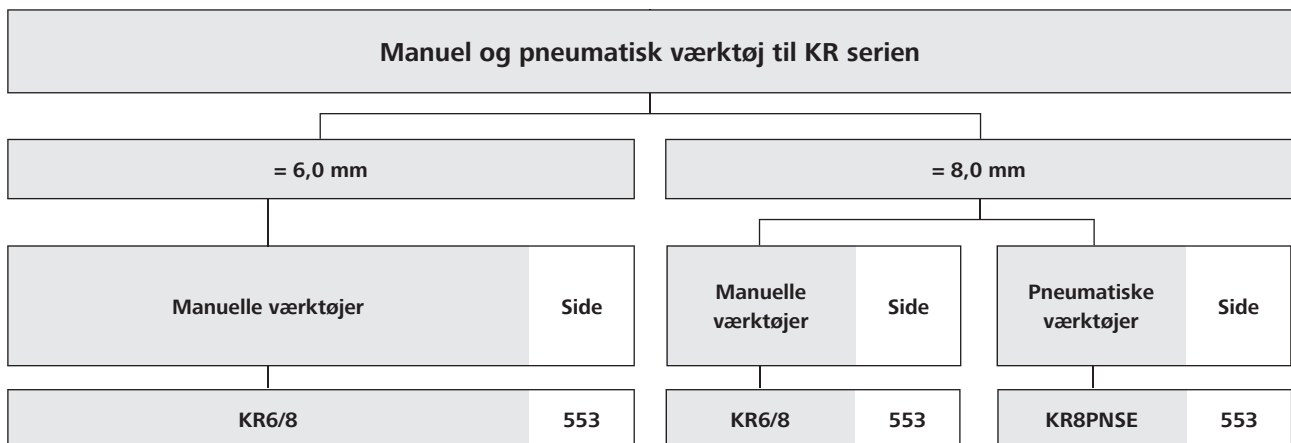 Manuel og pneumatisk værktøj til KR serien
= 6,0 mm
= 8,0 mm
Manuelle værktøjer
Side
Manuelle
værktøjer
Side
Pneumatiske
værktøjer
Side
KR6/8
553
KR6/8
553
KR8PNSE
553